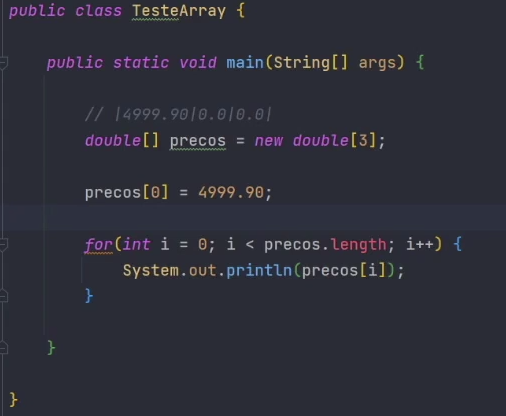 public class TesteArray {
public static void main(String[] args) {
// |4999.90|0.0|0.0|
double[] precos = new double[3];
precos[0] = 4999.90;
for(int i = 0; i < precos.length; i++) {
System.out.println(precos[i]);
}
}
}